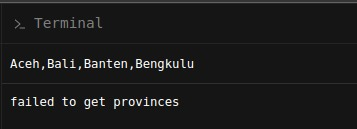 >_ Terminal
Aceh,Bali,Banten,Bengkulu
failed to get provinces